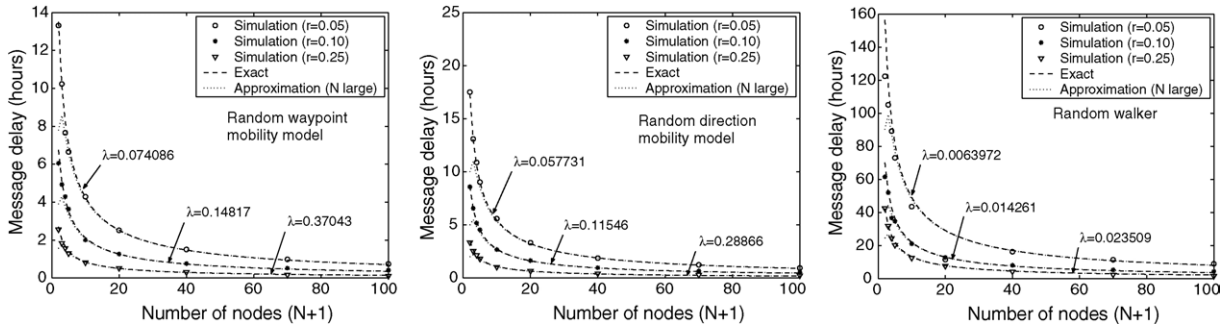 14
12
10
8
6
4
2
0
0
20
40
60
80
100
Message delay (hours)
Number of nodes (N+1)
Simulation (r=0.05)
Simulation (r=0.10)
Simulation (r=0.25)
Exact
Approximation (N large)
Random waypoint
mobility model
λ=0.074086
λ=0.14817
λ=0.37043
25
20
15
10
5
0
0
20
40
60
80
100
Message delay (hours)
Number of nodes (N+1)
Simulation (r=0.05)
Simulation (r=0.10)
Simulation (r=0.25)
Exact
Approximation (N large)
Random direction
mobility model
λ=0.057731
λ=0.11546
λ=0.28866
160
140
120
100
80
60
40
20
0
0
20
40
60
80
100
Message delay (hours)
Number of nodes (N+1)
Simulation (r=0.05)
Simulation (r=0.10)
Simulation (r=0.25)
Exact
Approximation (N large)
Random walker
λ=0.0063972
λ=0.014261
λ=0.023509